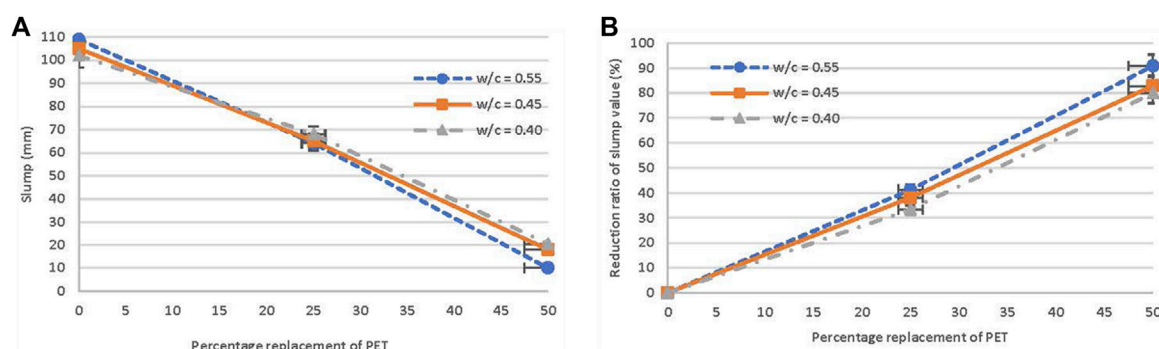 A
110
100
90
80
70
60
50
40
30
20
10
0
Slump (mm)
w/c = 0.55
w/c = 0.45
w/c = 0.40
0 5 10 15 20 25 30 35 40 45 50
Percentage replacement of PET
B
100
90
80
70
60
50
40
30
20
10
0
Reduction ratio of slump value (%)
w/c = 0.55
w/c = 0.45
w/c = 0.40
0 5 10 15 20 25 30 35 40 45 50
Percentage replacement of PET